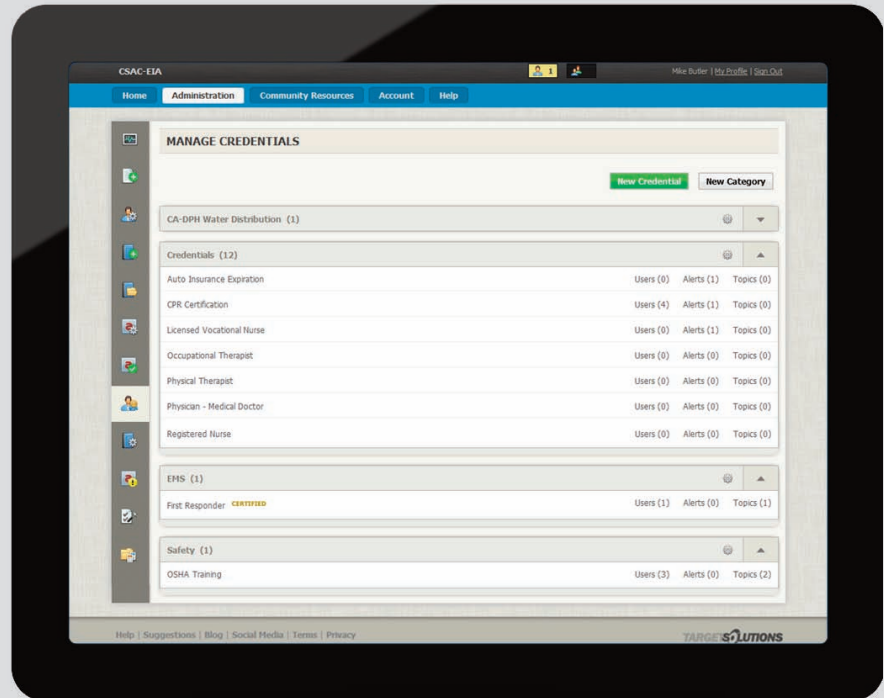 CSAC-EIA 1 Mike Butler | My Profile | Sign Out
Home Administration Community Resources Account Help
MANAGE CREDENTIALS
New Credential New Category
CA-DPH Water Distribution (1)
Credentials (12)
Auto Insurance Expiration Users (0) Alerts (1) Topics (0)
CPR Certification Users (4) Alerts (1) Topics (0)
Licensed Vocational Nurse Users (0) Alerts (1) Topics (0)
Occupational Therapist Users (0) Alerts (0) Topics (0)
Physical Therapist Users (0) Alerts (0) Topics (0)
Physician - Medical Doctor Users (0) Alerts (0) Topics (0)
Registered Nurse Users (0) Alerts (0) Topics (0)
EMS (1)
First Responder CERTIFIED Users (1) Alerts (0) Topics (1)
Safety (1)
OSHA Training Users (3) Alerts (0) Topics (2)
Help | Suggestions | Blog | Social Media | Terms | Privacy TARGETSOLUTIONS